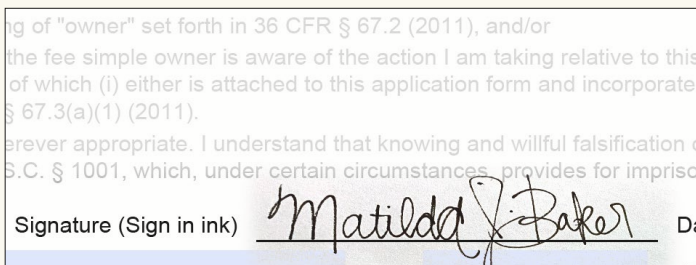 ng of "owner" set forth in 36 CFR § 67.2 (2011), and/or
the fee simple owner is aware of the action I am taking relative to this
of which (i) either is attached to this application form and incorporate
§ 67.3(a)(1) (2011).
erever appropriate. I understand that knowing and willful falsification
S.C. § 1001, which, under certain circumstances, provides for impriso
Signature (Sign in ink) Matilda J. Baker Da